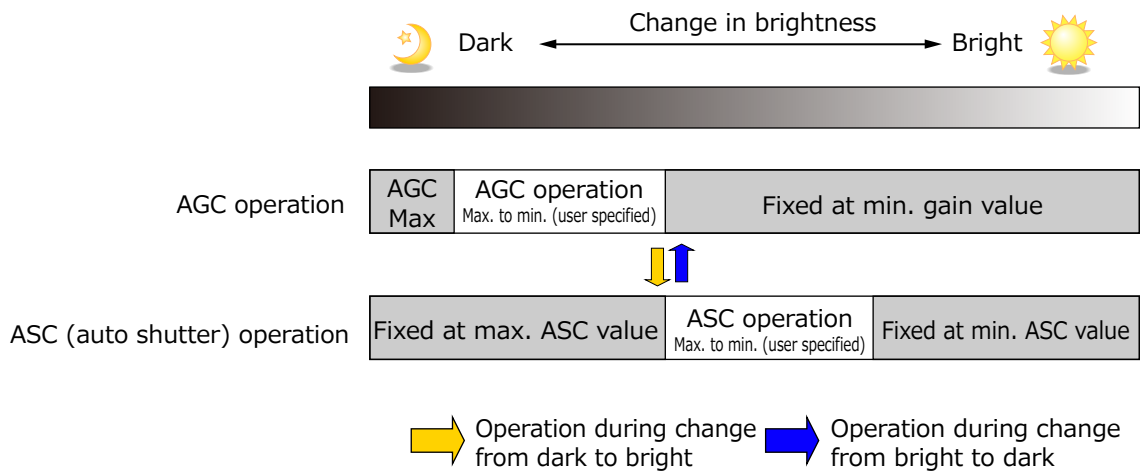 Change in brightness
Dark
Bright
AGC operation
AGC
Max
AGC operation
Max. to min. (user specified)
Fixed at min. gain value
ASC (auto shutter) operation
Fixed at max. ASC value
ASC operation
Max. to min. (user specified)
Fixed at min. ASC value
Operation during change
from dark to bright
Operation during change
from bright to dark